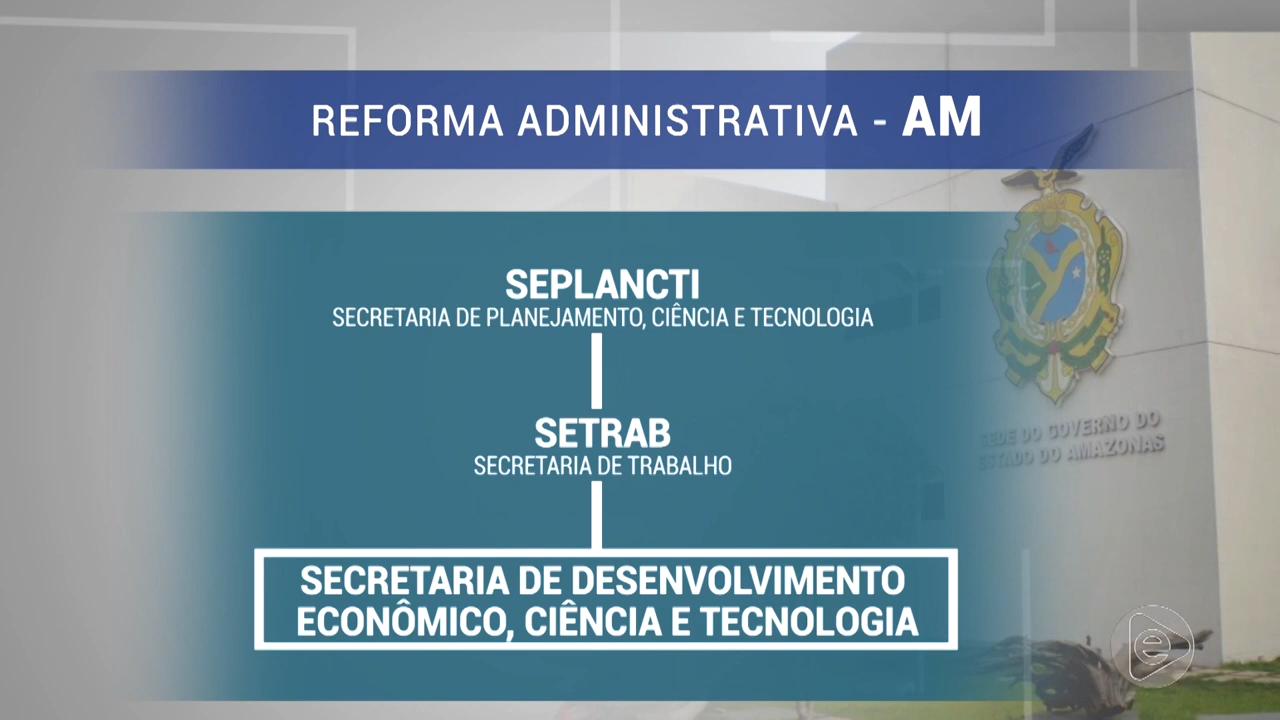 REFORMA ADMINISTRATIVA - AM
SEPLANCTI
SECRETARIA DE PLANEJAMENTO, CIÊNCIA E TECNOLOGIA
SETRAB
SECRETARIA DE TRABALHO
SECRETARIA DE DESENVOLVIMENTO
ECONÔMICO, CIÊNCIA E TECNOLOGIA
SEDE DO GOVERNO DO
ESTADO DO AMAZONAS
e